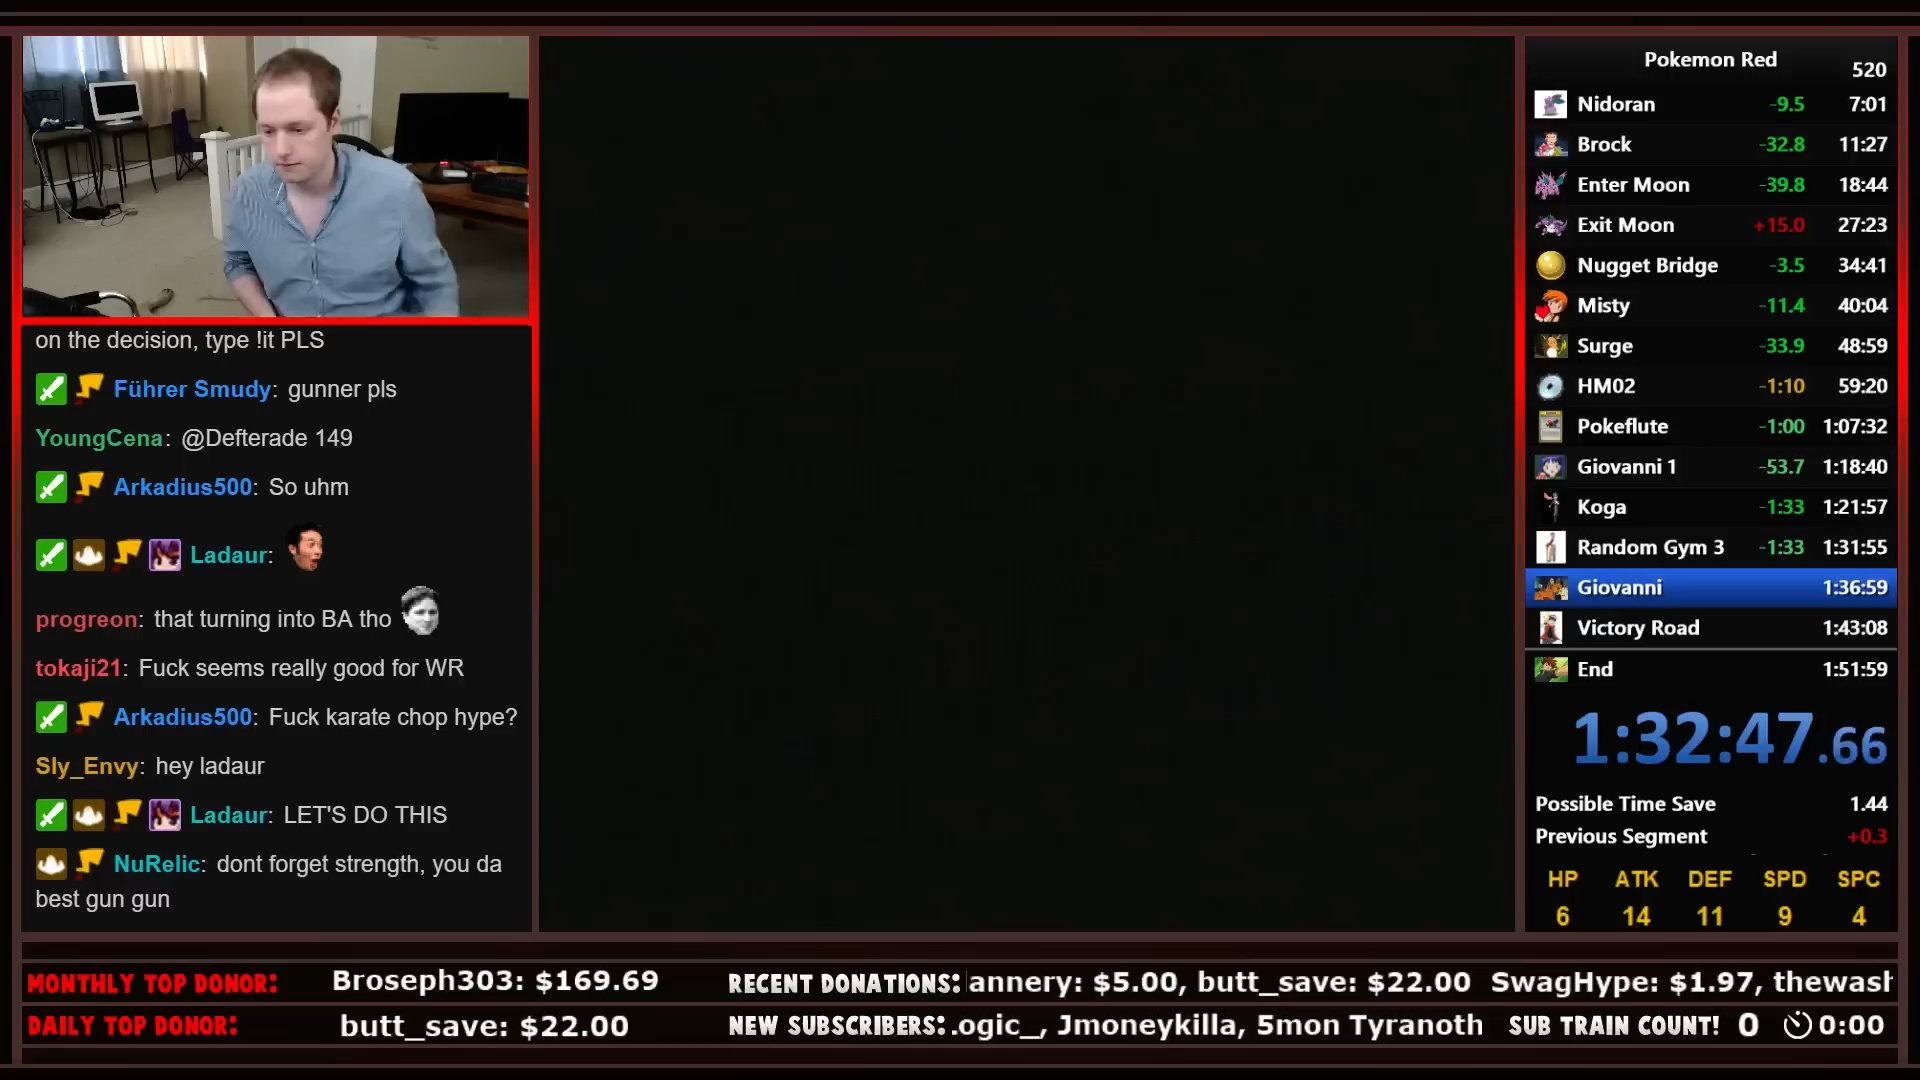 on the decision, type !it PLS
Führer Smudy: gunner pls
YoungCena: @Defterade 149
Arkadius500: So uhm
Ladaur:
progreon: that turning into BA tho
tokaji21: Fuck seems really good for WR
Arkadius500: Fuck karate chop hype?
Sly_Envy: hey ladaur
Ladaur: LET'S DO THIS
NuRelic: dont forget strength, you da
best gun gun
Pokemon Red 520
Nidoran -9.5 7:01
Brock -32.8 11:27
Enter Moon -39.8 18:44
Exit Moon +15.0 27:23
Nugget Bridge -3.5 34:41
Misty -11.4 40:04
Surge -33.9 48:59
HM02 -1:10 59:20
Pokeflute -1:00 1:07:32
Giovanni 1 -53.7 1:18:40
Koga -1:33 1:21:57
Random Gym 3 -1:33 1:31:55
Giovanni 1:36:59
Victory Road 1:43:08
End 1:51:59
1:32:47.66
Possible Time Save 1.44
Previous Segment +0.3
HP ATK DEF SPD SPC
6 14 11 9 4
MONTHLY TOP DONOR: Broseph303: $169.69 RECENT DONATIONS: annery: $5.00, butt_save: $22.00 SwagHype: $1.97, thewash
DAILY TOP DONOR: butt_save: $22.00 NEW SUBSCRIBERS: .ogic_, Jmoneykilla, 5mon Tyranoth SUB TRAIN COUNT! 0 0:00